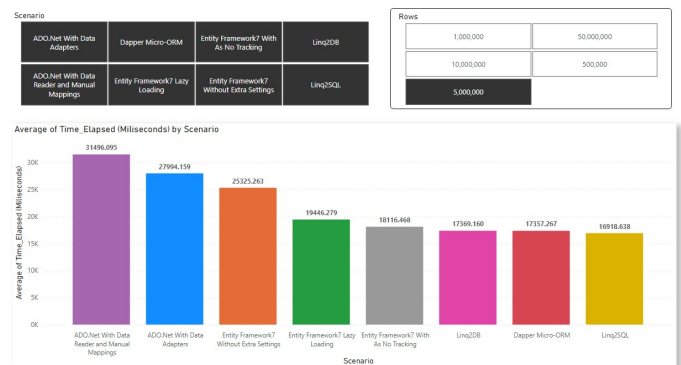 Scenario
ADO.Net With Data
Adapters
Dapper Micro-ORM
Entity Framework7 With
As No Tracking
Linq2DB
ADO.Net With Data
Reader and Manual
Mappings
Entity Framework7 Lazy
Loading
Entity Framework7
Without Extra Settings
Linq2SQL
Rows
1,000,000
50,000,000
10,000,000
500,000
5,000,000
Average of Time_Elapsed (Miliseconds) by Scenario
Average of Time_Elapsed (Miliseconds)
30K
25K
20K
15K
10K
5K
0K
31496.095
27994.159
25325.263
19446.279
18116.468
17369.160
17357.267
16918.638
ADO.Net With Data
Reader and Manual
Mappings
ADO.Net With Data
Adapters
Entity Framework7
Without Extra Settings
Entity Framework7 Lazy
Loading
Entity Framework7 With
As No Tracking
Linq2DB
Dapper Micro-ORM
Linq2SQL
Scenario